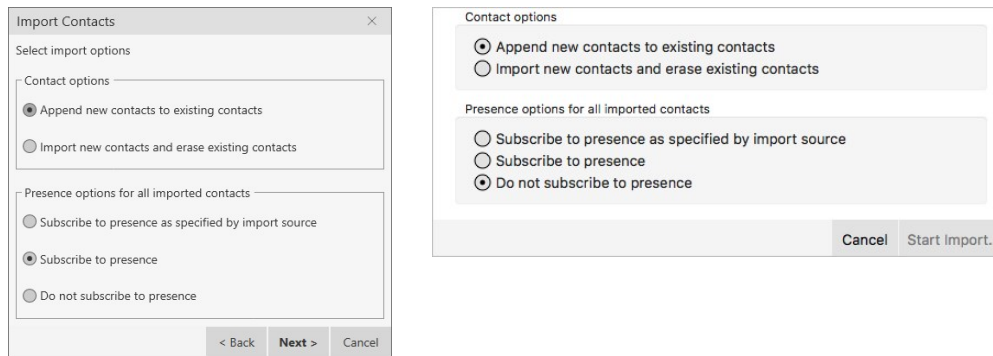 Import Contacts
Select import options
Contact options
Append new contacts to existing contacts
Import new contacts and erase existing contacts
Presence options for all imported contacts
Subscribe to presence as specified by import source
Subscribe to presence
Do not subscribe to presence
< Back Next > Cancel
Contact options
Append new contacts to existing contacts
Import new contacts and erase existing contacts
Presence options for all imported contacts
Subscribe to presence as specified by import source
Subscribe to presence
Do not subscribe to presence
Cancel Start Import.